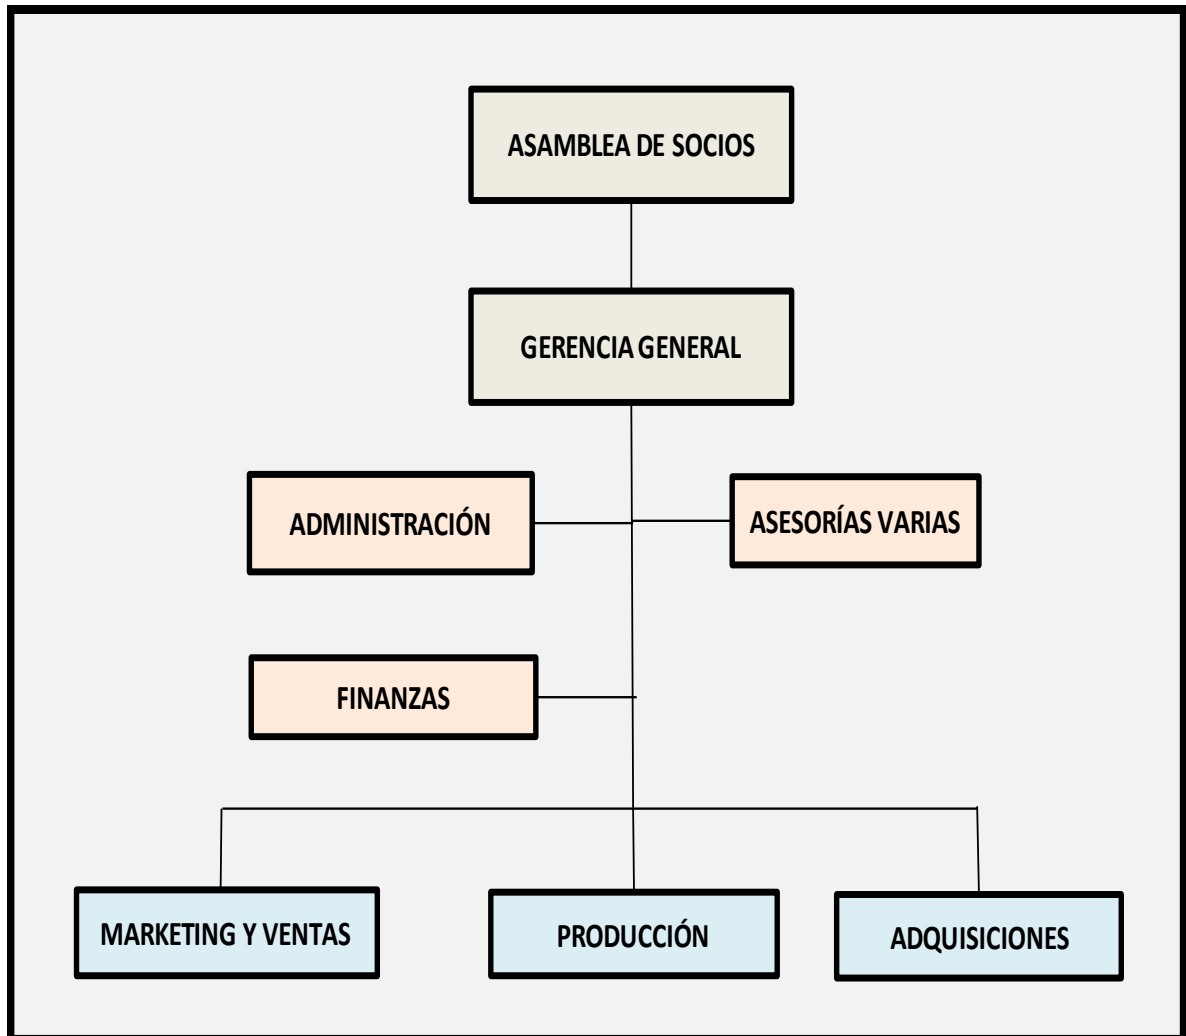 ASAMBLEA DE SOCIOS
GERENCIA GENERAL
ADMINISTRACIÓN
ASESORÍAS VARIAS
FINANZAS
MARKETING Y VENTAS
PRODUCCIÓN
ADQUISICIONES